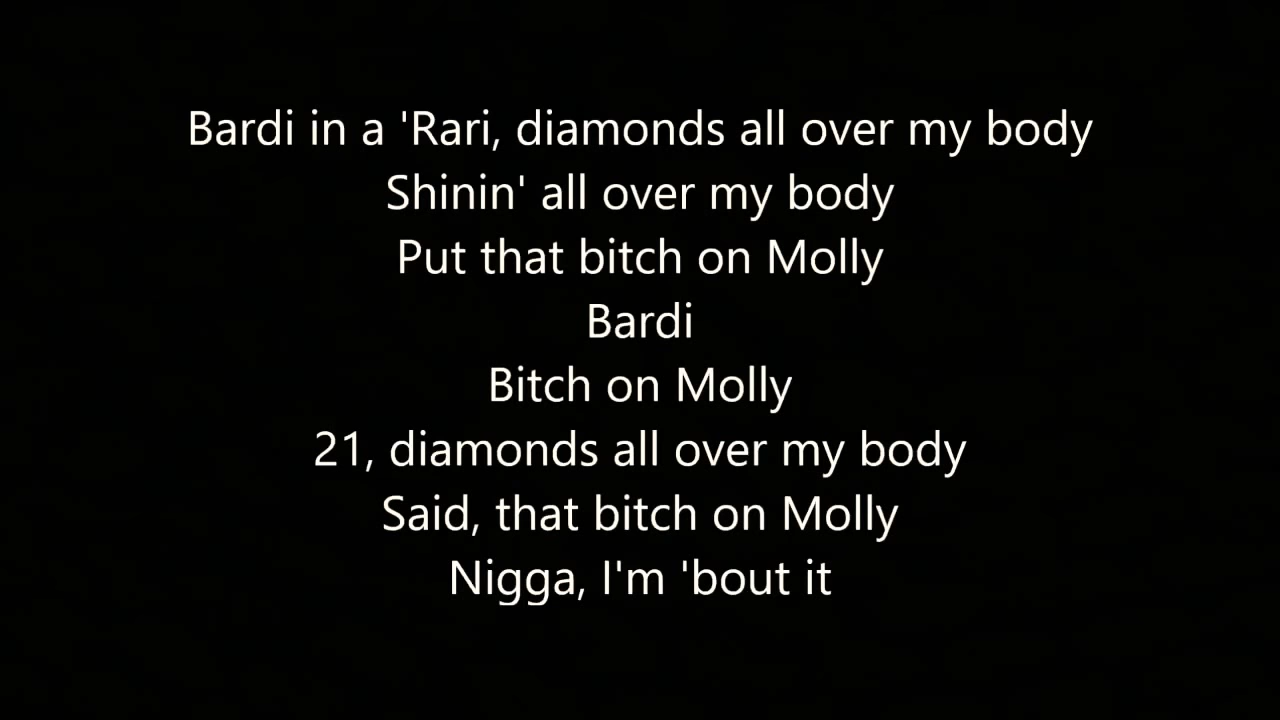 Bardi in a 'Rari, diamonds all over my body
Shinin' all over my body
Put that bitch on Molly
Bardi
Bitch on Molly
21, diamonds all over my body
Said, that bitch on Molly
Nigga, I'm 'bout it